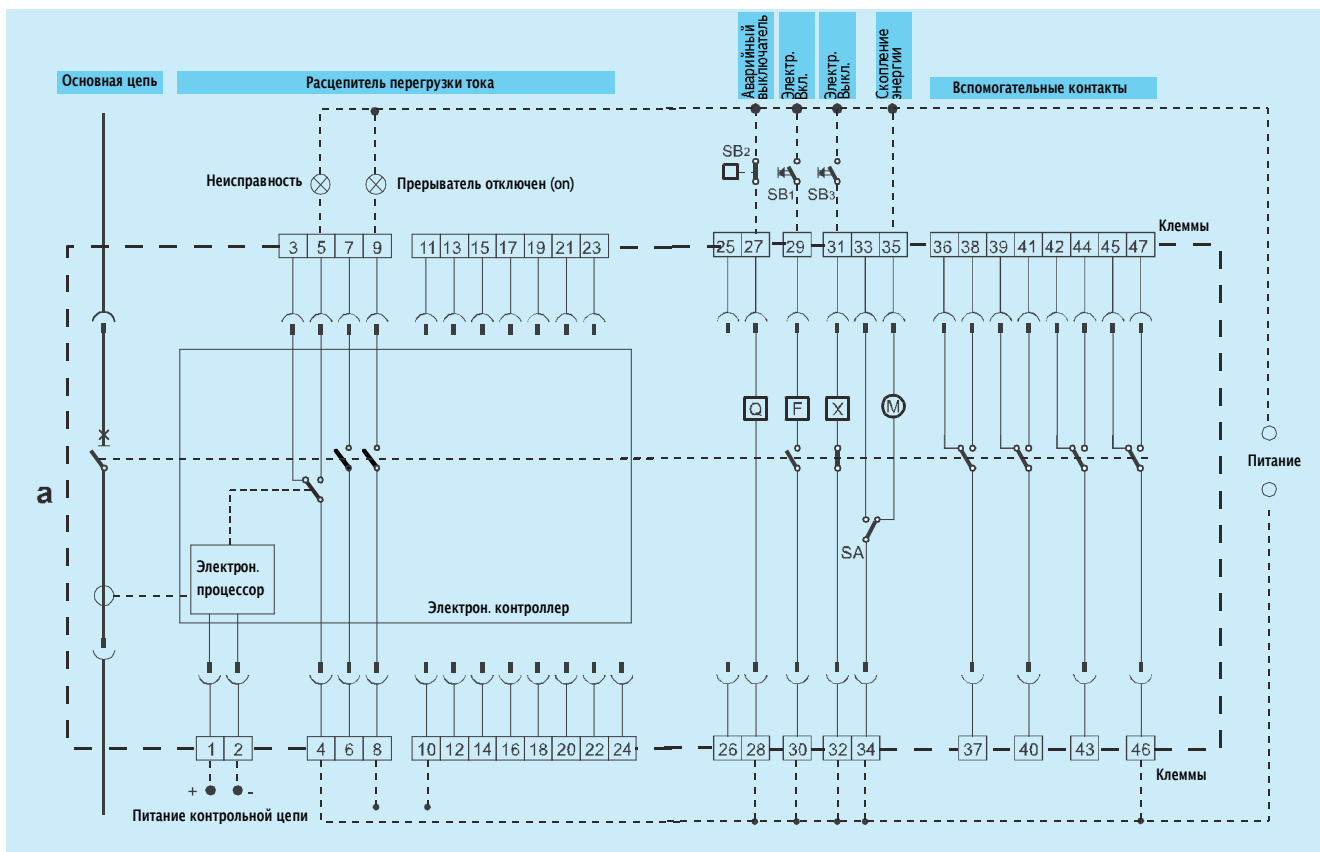 Аварийный
выключатель
Электр.
Вкл.
Электр.
Выкл.
Скопление
энергии
Основная цепь
Расцепитель перегрузки тока
Вспомогательные контакты
SB2
Неисправность
Прерыватель отключен (on)
SB1
SB3
Клеммы
3 5 7 9 11 13 15 17 19 21 23 25 27 29 31 33 35 36 38 39 41 42 44 45 47
Q F X M
Питание
a
SA
Электрон.
процессор
Электрон. контроллер
1 2 4 6 8 10 12 14 16 18 20 22 24 26 28 30 32 34 37 40 43 46
Клеммы
+ -
Питание контрольной цепи